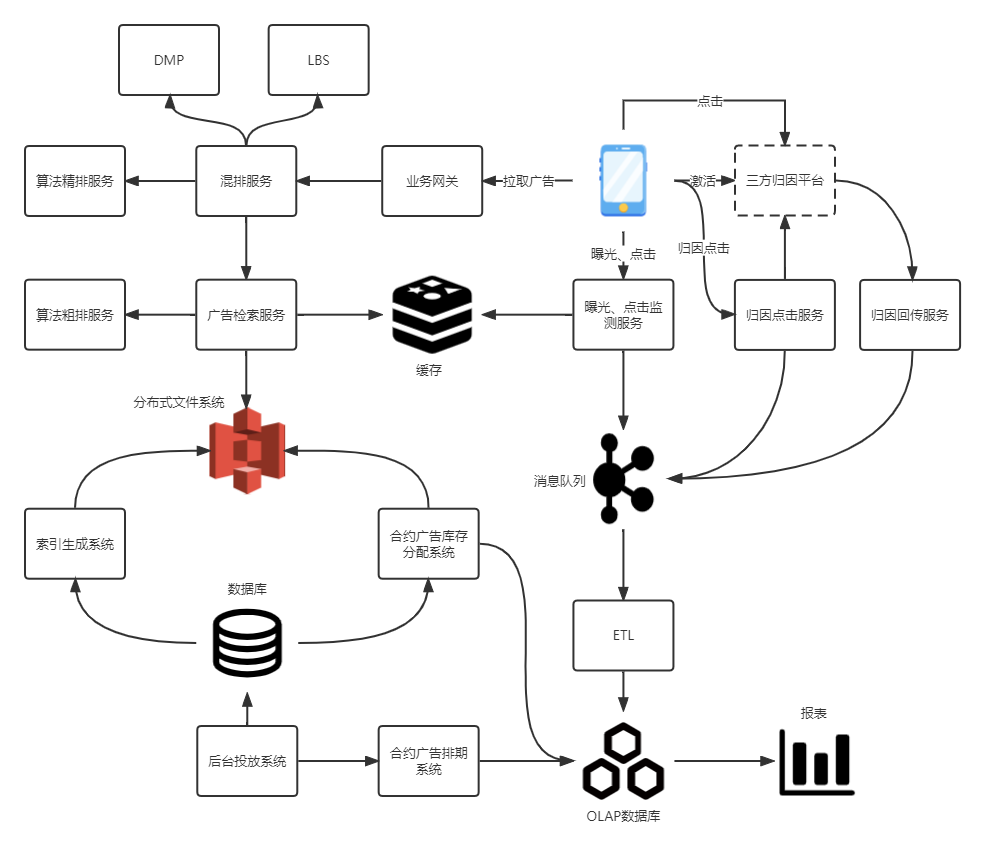 DMP
LBS
点击
算法精排服务
混排服务
业务网关
拉取广告
激活
三方归因平台
曝光、点击
归因点击
算法粗排服务
广告检索服务
曝光、点击监
测服务
归因点击服务
归因回传服务
缓存
分布式文件系统
消息队列
索引生成系统
合约广告库存
分配系统
数据库
ETL
报表
后台投放系统
合约广告排期
系统
OLAP数据库